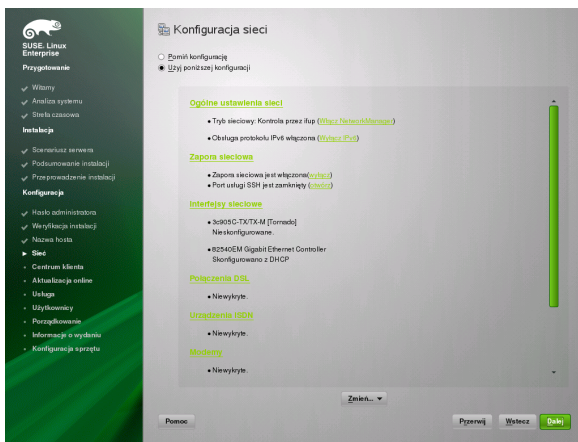 SUSE. Linux
Enterprise
Przygotowanie
Witamy
Analiza systemu
Strefa czasowa
Instalacja
Scenariusz serwera
Podsumowanie instalacji
Przeprowadzenie instalacji
Konfiguracja
Hasło administratora
Weryfikacja instalacji
Nazwa hosta
Sieć
Centrum klienta
Aktualizacja online
Usługa
Użytkownicy
Porządkowanie
Informacje o wydaniu
Konfiguracja sprzętu
Konfiguracja sieci
Pomiń konfigurację
Użyj poniższej konfiguracji
Ogólne ustawienia sieci
Tryb sieciowy: Kontrola przez ifup (Włącz NetworkManager)
Obsługa protokołu IPv6 włączona (Wyłącz IPv6)
Zapora sieciowa
Zapora sieciowa jest włączona(wyłącz)
Port usługi SSH jest zamknięty (otwórz)
Interfejsy sieciowe
3c905C-TX/TX-M [Tornado]
Nieskonfigurowane.
82540EM Gigabit Ethernet Controller
Skonfigurowano z DHCP
Połączenia DSL
Niewykryte.
Urządzenia ISDN
Niewykryte.
Modemy
Niewykryte.
Zmień...
Pomoc
Przerwij
Wstecz
Dalej